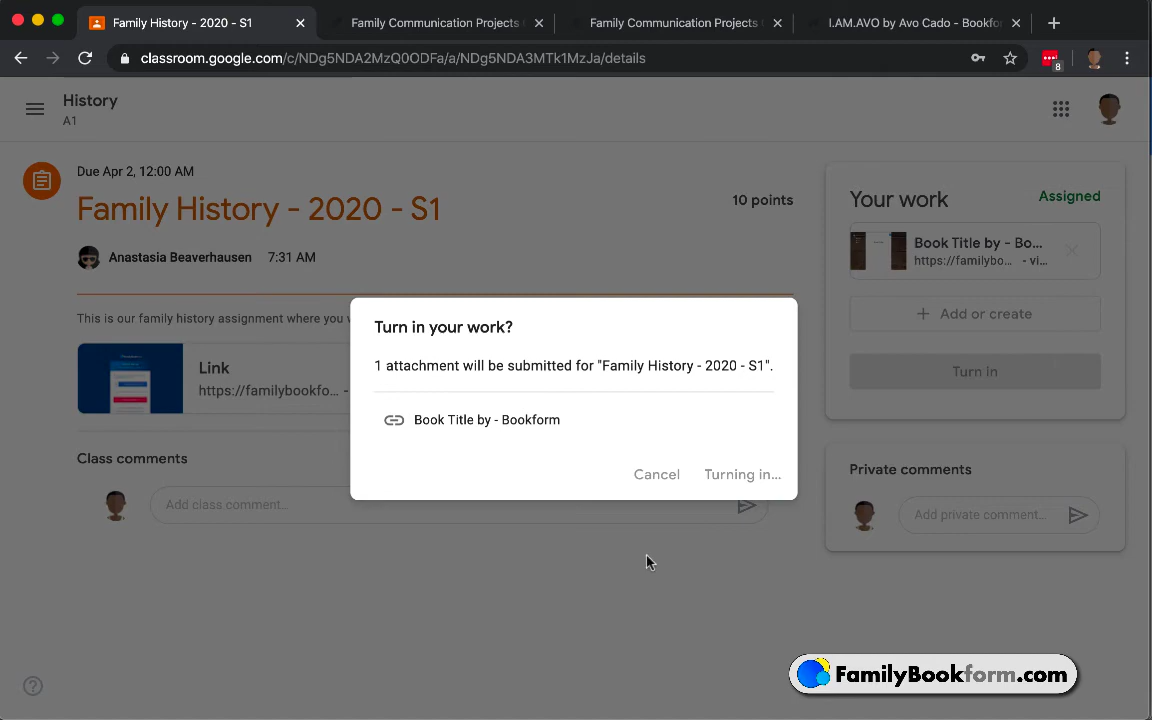 Family History - 2020 - S1
Family Communication Projects
Family Communication Projects
I.AM.AVO by Avo Cado - Bookfor
classroom.google.com/c/NDg5NDA2MzQ0ODFa/a/NDg5NDA3MTk1MzJa/details
8
History
A1
Due Apr 2, 12:00 AM
Family History - 2020 - S1
10 points
Anastasia Beaverhausen 7:31 AM
This is our family history assignment where you
Link
https://familybookfo... -
Class comments
Add class comment...
Your work
Assigned
Book Title by - Bo...
https://familybo... - vi...
Add or create
Turn in
Private comments
Add private comment...
Turn in your work?
1 attachment will be submitted for "Family History - 2020 - S1".
Book Title by - Bookform
Cancel Turning in...
FamilyBookform.com